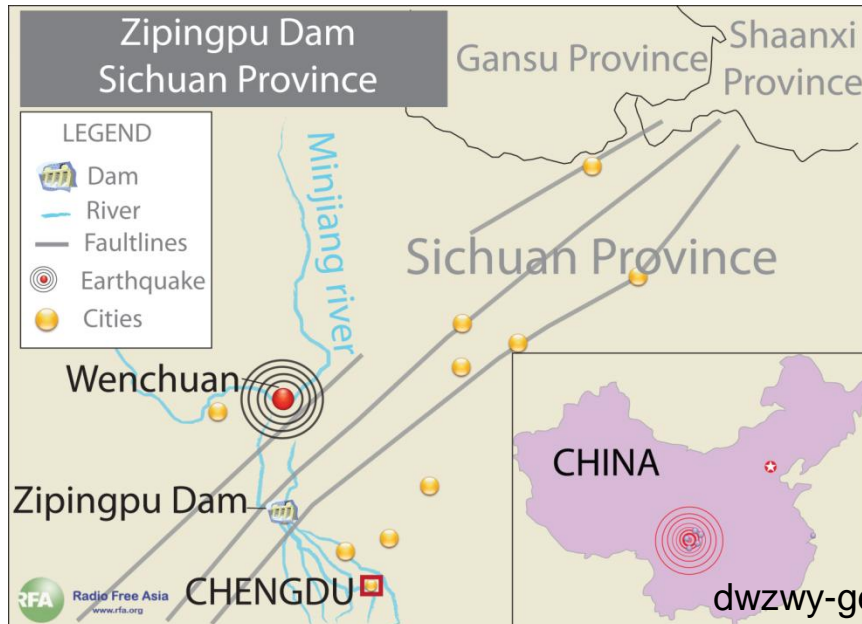 Zipingpu Dam
Sichuan Province
Gansu Province
Shaanxi
Province
LEGEND
Dam
River
Faultlines
Earthquake
Cities
Minjiang river
Sichuan Province
Wenchuan
Zipingpu Dam
CHENGDU
CHINA
RFA
Radio Free Asia
www.rfa.org